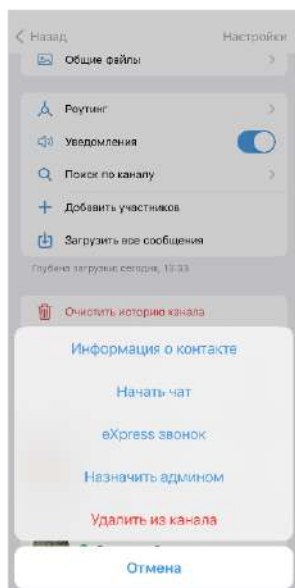 Назад Настройки
Общие файлы
Роутинг
Уведомления
Поиск по каналу
Добавить участников
Загрузить все сообщения
Глубина загрузки: сегодня, 13:33
Очистить историю канала
Информация о контакте
Начать чат
eXpress звонок
Назначить админом
Удалить из канала
Отмена